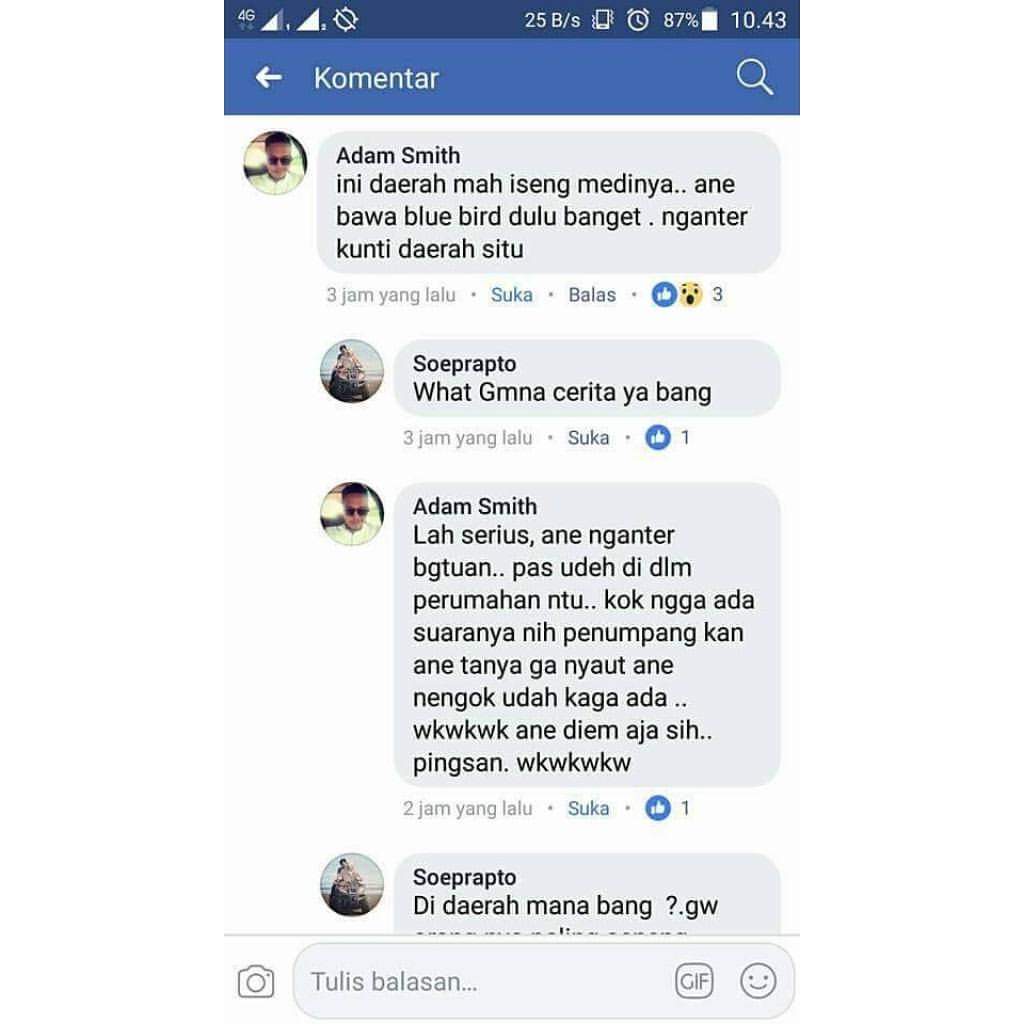 4G 1 2 25 B/s 87% 10.43
Komentar
Adam Smith
ini daerah mah iseng medinya.. ane
bawa blue bird dulu banget . nganter
kunti daerah situ
3 jam yang lalu • Suka • Balas • 3
Soeprapto
What Gmna cerita ya bang
3 jam yang lalu • Suka • 1
Adam Smith
Lah serius, ane nganter
bgtuan.. pas udeh di dlm
perumahan ntu.. kok ngga ada
suaranya nih penumpang kan
ane tanya ga nyaut ane
nengok udah kaga ada ..
wkwkwk ane diem aja sih..
pingsan. wkwkwkw
2 jam yang lalu • Suka • 1
Soeprapto
Di daerah mana bang ?.gw
Tulis balasan...
GIF